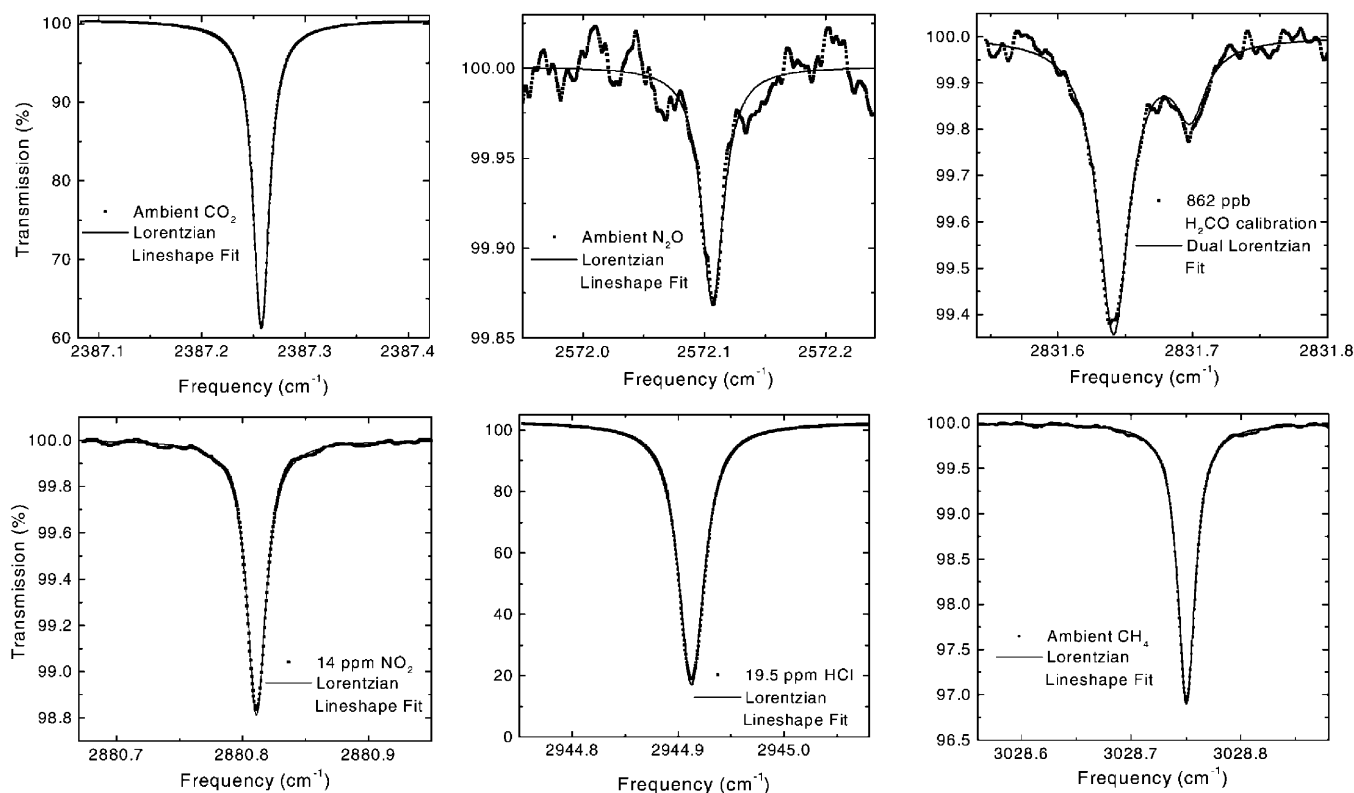 Transmission (%)
100
90
80
70
60
2387.1
2387.2
2387.3
2387.4
Frequency (cm⁻¹)
Ambient CO₂
Lorentzian
Lineshape Fit
100.00
99.95
99.90
99.85
2572.0
2572.1
2572.2
Frequency (cm⁻¹)
Ambient N₂O
Lorentzian
Lineshape Fit
100.0
99.9
99.8
99.7
99.6
99.5
99.4
2831.6
2831.7
2831.8
Frequency (cm⁻¹)
862 ppb
H₂CO calibration
Dual Lorentzian
Fit
Transmission (%)
100.0
99.8
99.6
99.4
99.2
99.0
98.8
2880.7
2880.8
2880.9
Frequency (cm⁻¹)
14 ppm NO₂
Lorentzian
Lineshape Fit
100
80
60
40
20
0
2944.8
2944.9
2945.0
Frequency (cm⁻¹)
19.5 ppm HCl
Lorentzian
Lineshape Fit
100.0
99.5
99.0
98.5
98.0
97.5
97.0
96.5
3028.6
3028.7
3028.8
Frequency (cm⁻¹)
Ambient CH₄
Lorentzian
Lineshape Fit